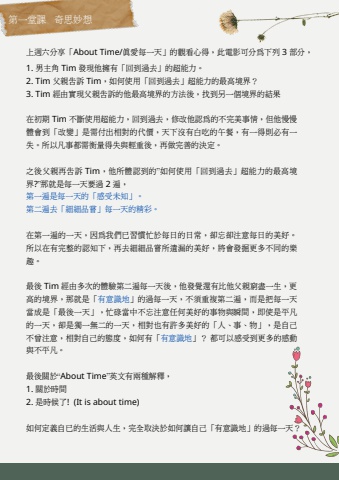 第一堂課 奇思妙想
上週六分享「About Time/真愛每一天」的觀看心得，此電影可分爲下列 3 部分。
1. 男主角 Tim 發現他擁有「回到過去」的超能力。
2. Tim 父親告訴 Tim，如何使用「回到過去」超能力的最高境界？
3. Tim 經由實現父親告訴的他最高境界的方法後，找到另一個境界的結果
在初期 Tim 不斷使用超能力，回到過去，修改他認爲的不完美事情，但他慢慢
體會到「改變」是需付出相對的代價，天下沒有白吃的午餐，有一得則必有一
失。所以凡事都需衡量得失與輕重後，再做完善的決定。
之後父親再告訴 Tim，他所體認到的"如何使用「回到過去」超能力的最高境
界?"那就是每一天要過 2 遍，
第一遍是每一天的「感受未知」。
第二遍去「細細品嘗」每一天的精彩。
在第一遍的一天，因爲我們已習慣忙於每日的日常，卻忘卻注意每日的美好。
所以在有完整的認知下，再去細細品嘗所遺漏的美好，將會發掘更多不同的樂
趣。
最後 Tim 經由多次的體驗第二遍每一天後，他發覺還有比他父親窮盡一生，更
高的境界，那就是「有意識地」的過每一天，不須重複第二遍，而是把每一天
當成是「最後一天」，忙碌當中不忘注意任何美好的事物與瞬間，即使是平凡
的一天，卻是獨一無二的一天，相對也有許多美好的「人、事、物」，是自己
不曾注意，相對自己的態度，如何有「有意識地」？ 都可以感受到更多的感動
與不平凡。
最後關於"About Time"英文有兩種解釋，
1. 關於時間
2. 是時候了! (It is about time)
如何定義自已的生活與人生，完全取決於如何讓自己「有意識地」的過每一天？